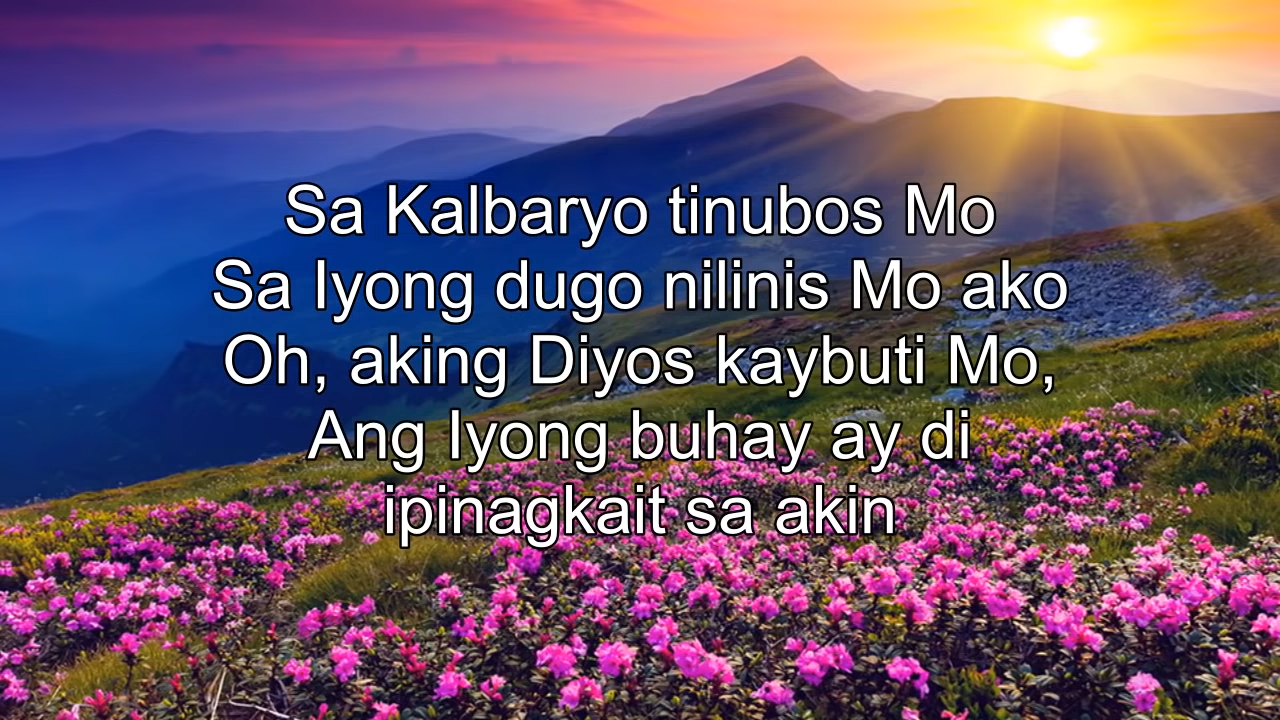 Sa Kalbaryo tinubos Mo
Sa Iyong dugo nilinis Mo ako
Oh, aking Diyos kaybuti Mo,
Ang Iyong buhay ay di
ipinagkait sa akin